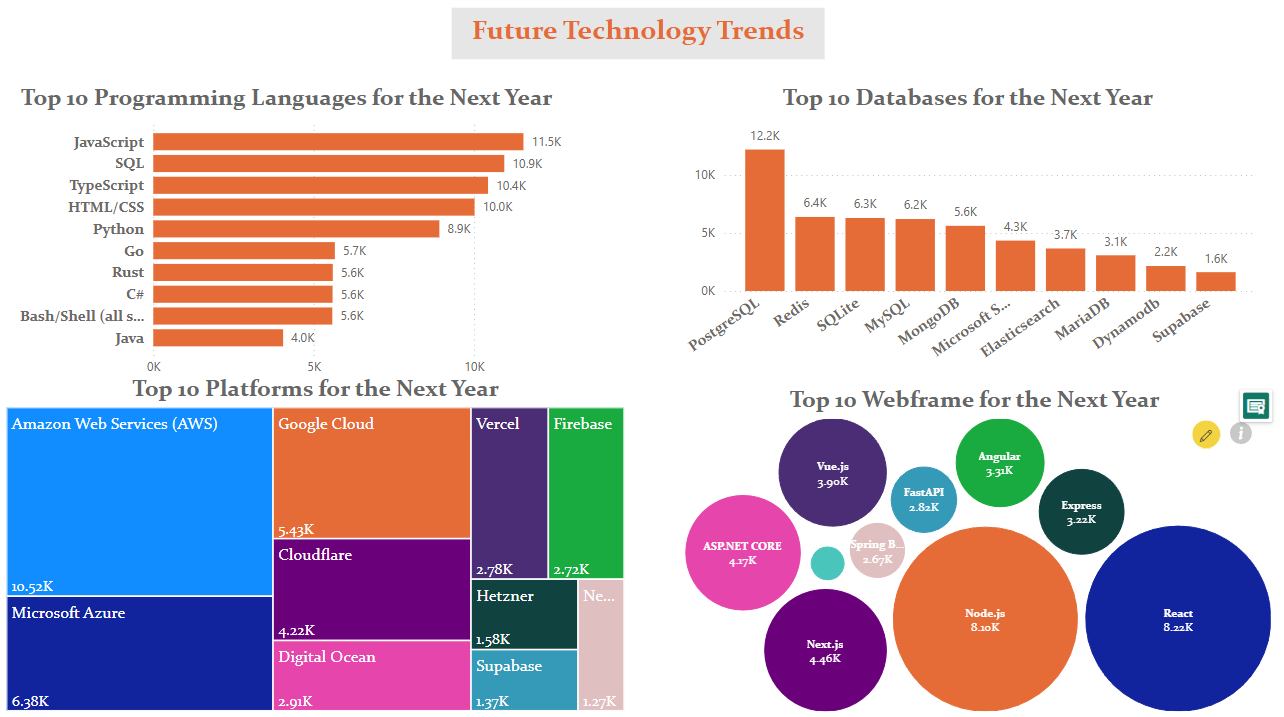 Future Technology Trends
Top 10 Programming Languages for the Next Year
JavaScript 11.5K
SQL 10.9K
TypeScript 10.4K
HTML/CSS 10.0K
Python 8.9K
Go 5.7K
Rust 5.6K
C# 5.6K
Bash/Shell (all s... 5.6K
Java 4.0K
0K 5K 10K
Top 10 Databases for the Next Year
12.2K
10K
6.4K 6.3K 6.2K 5.6K 4.3K 3.7K 3.1K 2.2K 1.6K
5K
0K
PostgreSQL Redis SQLite MySQL MongoDB Microsoft S... Elasticsearch MariaDB Dynamodb Supabase
Top 10 Platforms for the Next Year
Amazon Web Services (AWS)
10.52K
Microsoft Azure
6.38K
Google Cloud
5.43K
Cloudflare
4.22K
Digital Ocean
2.91K
Vercel
2.78K
Firebase
2.72K
Hetzner
1.58K
Supabase
1.37K
Ne...
1.27K
Top 10 Webframe for the Next Year
Vue.js
3.90K
Angular
3.31K
FastAPI
2.82K
Express
3.22K
ASP.NET CORE
4.17K
Spring B...
2.67K
Next.js
4.46K
Node.js
8.10K
React
8.22K
i